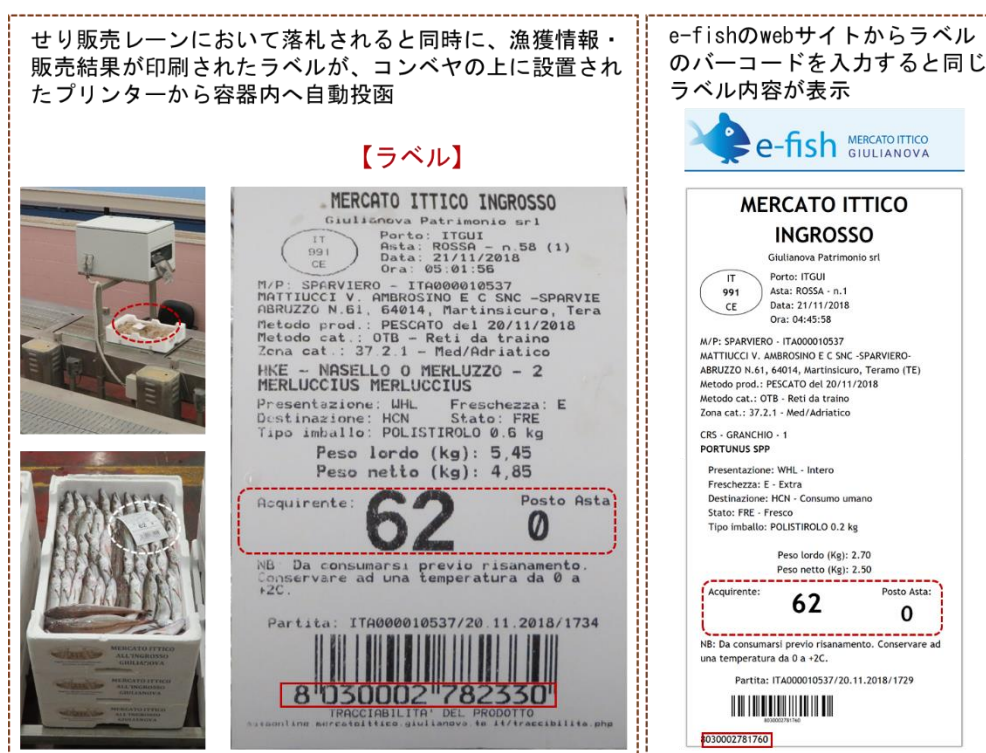 せり販売レーンにおいて落札されると同時に、漁獲情報・
販売結果が印刷されたラベルが、コンベヤの上に設置され
たプリンターから容器内へ自動投函
【ラベル】
MERCATO ITTICO INGROSSO
Giulianova Patrimonio srl
IT
991
CE
Porto: ITGUI
Asta: ROSSA - n.58 (1)
Data: 21/11/2018
Ora: 05:01:56
M/P: SPARVIERO - ITA000010537
MATTIUCCI V. AMBROSINO E C SNC -SPARVIE
ABRUZZO N.61, 64014, Martinsicuro, Tera
Metodo prod.: PESCATO del 20/11/2018
Metodo cat.: OTB - Reti da traino
Zona cat.: 37.2.1 - Med/Adriatico
HKE - NASELLO O MERLUZZO - 2
MERLUCCIUS MERLUCCIUS
Presentazione: WHL Freschezza: E
Destinazione: HCN Stato: FRE
Tipo imballo: POLISTIROLO 0.6 kg
Peso lordo (kg): 5,45
Peso netto (kg): 4,85
Acquirente: 62 Posto Asta 0
NB: Da consumarsi previo risanamento.
Conservare ad una temperatura da 0 a
+2C.
Partita: ITA000010537/20.11.2018/1734
8"030002"782330
TRACCIABILITA' DEL PRODOTTO
MERCATO ITTICO
ALL'INGROSSO
GIULIANOVA
MERCATO ITTICO
ALL'INGROSSO
GIULIANOVA
MERCATO ITTICO
ALL'INGROSSO
GIULIANOVA
e-fishのwebサイトからラベル
のバーコードを入力すると同じ
ラベル内容が表示
e-fish MERCATO ITTICO
GIULIANOVA
MERCATO ITTICO
INGROSSO
Giulianova Patrimonio srl
IT
991
CE
Porto: ITGUI
Asta: ROSSA - n.1
Data: 21/11/2018
Ora: 04:45:58
M/P: SPARVIERO - ITA000010537
MATTIUCCI V. AMBROSINO E C SNC -SPARVIERO-
ABRUZZO N.61, 64014, Martinsicuro, Teramo (TE)
Metodo prod.: PESCATO del 20/11/2018
Metodo cat.: OTB - Reti da traino
Zona cat.: 37.2.1 - Med/Adriatico
CRS - GRANCHIO - 1
PORTUNUS SPP
Presentazione: WHL - Intero
Freschezza: E - Extra
Destinazione: HCN - Consumo umano
Stato: FRE - Fresco
Tipo imballo: POLISTIROLO 0.2 kg
Peso lordo (Kg): 2.70
Peso netto (Kg): 2.50
Acquirente: 62 Posto Asta: 0
NB: Da consumarsi previo risanamento. Conservare ad
una temperatura da 0 a +2C.
Partita: ITA000010537/20.11.2018/1729
8030002781760
8030002781760